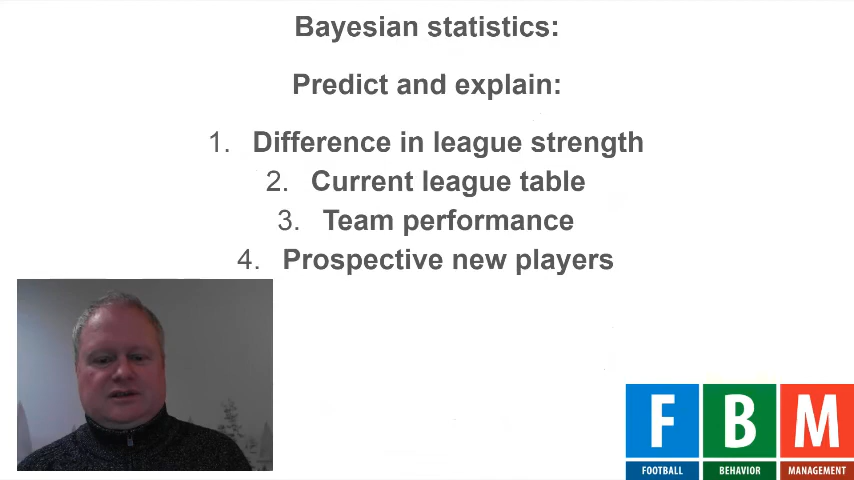 Bayesian statistics:
Predict and explain:
1. Difference in league strength
2. Current league table
3. Team performance
4. Prospective new players
F B M
FOOTBALL BEHAVIOR MANAGEMENT